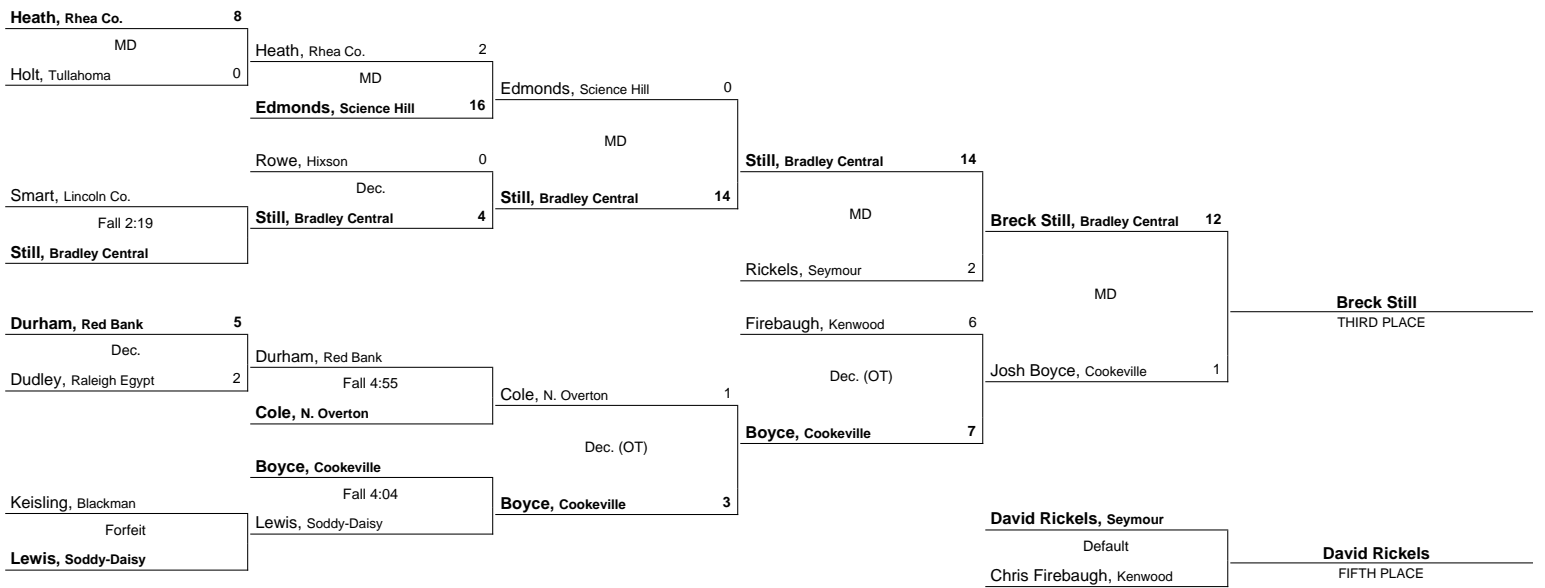 Heath, Rhea Co. 8
MD
Holt, Tullahoma 0
Smart, Lincoln Co.
Fall 2:19
Still, Bradley Central
Durham, Red Bank 5
Dec.
Dudley, Raleigh Egypt 2
Keisling, Blackman
Forfeit
Lewis, Soddy-Daisy
Heath, Rhea Co. 2
MD
Edmonds, Science Hill 16
Rowe, Hixson 0
Dec.
Still, Bradley Central 4
Durham, Red Bank
Fall 4:55
Cole, N. Overton
Boyce, Cookeville
Fall 4:04
Lewis, Soddy-Daisy
Edmonds, Science Hill 0
MD
Still, Bradley Central 14
Cole, N. Overton 1
Dec. (OT)
Boyce, Cookeville 3
Still, Bradley Central 14
MD
Rickels, Seymour 2
Firebaugh, Kenwood 6
Dec. (OT)
Boyce, Cookeville 7
Breck Still, Bradley Central 12
MD
Josh Boyce, Cookeville 1
Breck Still
THIRD PLACE
David Rickels, Seymour
Default
Chris Firebaugh, Kenwood
David Rickels
FIFTH PLACE